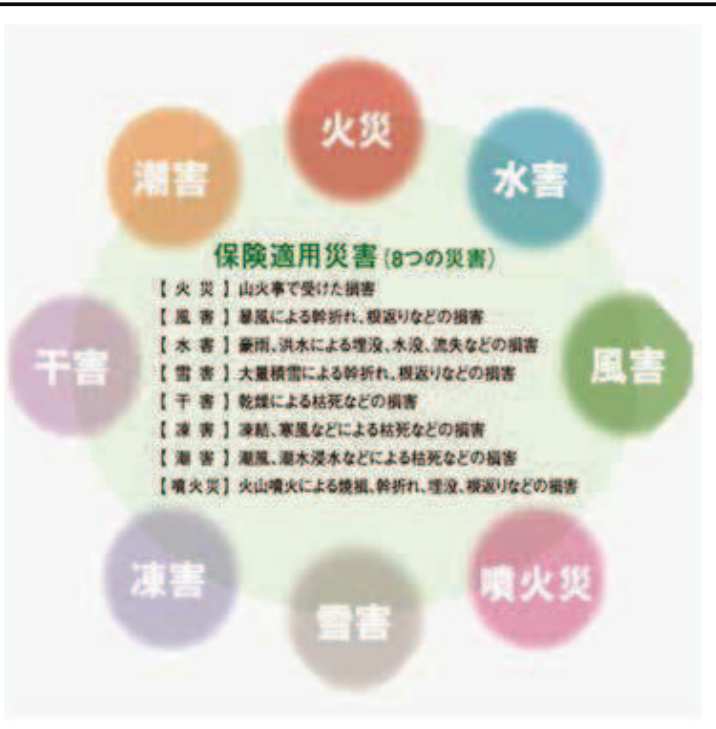 火災
潮害
水害
保険適用災害(8つの災害)
【火災】山火事で受けた損害
【風害】暴風による幹折れ、根返りなどの損害
【水害】豪雨、洪水による埋没、水没、流失などの損害
【雪害】大量積雪による幹折れ、根返りなどの損害
【干害】乾燥による枯死などの損害
【凍害】凍結、寒風などによる枯死などの損害
【潮害】潮風、潮水浸水などによる枯死などの損害
【噴火災】火山噴火による焼損、幹折れ、埋没、根返りなどの損害
干害
風害
凍害
噴火災
雪害